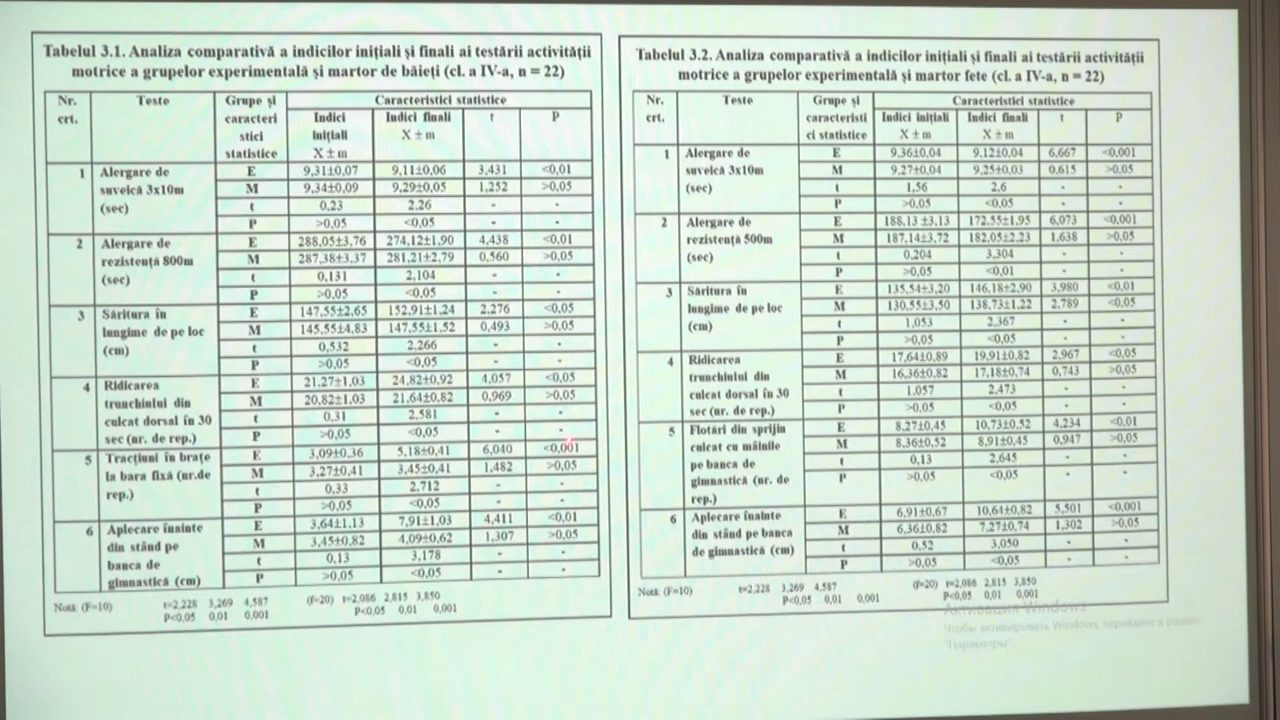 Tabelul 3.1. Analiza comparativă a indicilor inițiali și finali ai testării activității
motrice a grupelor experimentală și martor de băieți (cl. a IV-a, n = 22)
Nr. crt. Teste Grupe și caracteri stici statistice Caracteristici statistice
Indici inițiali X ± m Indici finali X ± m t P
1 Alergare de suveică 3x10m (sec) E 9,31±0,07 9,11±0,06 3,431 <0,01
M 9,34±0,09 9,29±0,05 1,252 >0,05
t 0,23 2,26 - -
P >0,05 <0,05 - -
2 Alergare de rezistență 800m (sec) E 288,05±3,76 274,12±1,90 4,438 <0,01
M 287,38±3,37 281,21±2,79 0,560 >0,05
t 0,131 2,104 - -
P >0,05 <0,05 - -
3 Săritura în lungime de pe loc (cm) E 147,55±2,65 152,91±1,24 2,276 <0,05
M 145,55±4,83 147,55±1,52 0,493 >0,05
t 0,532 2,266 - -
P >0,05 <0,05 - -
4 Ridicarea trunchiului din culcat dorsal în 30 sec (nr. de rep.) E 21,27±1,03 24,82±0,92 4,057 <0,05
M 20,82±1,03 21,64±0,82 0,969 >0,05
t 0,31 2,581 - -
P >0,05 <0,05 - -
5 Tracțiuni în brațe la bara fixă (nr.de rep.) E 3,09±0,36 5,18±0,41 6,040 <0,001
M 3,27±0,41 3,45±0,41 1,482 >0,05
t 0,33 2,712 - -
P >0,05 <0,05 - -
6 Aplecare înainte din stând pe banca de gimnastică (cm) E 3,64±1,13 7,91±1,03 4,411 <0,01
M 3,45±0,82 4,09±0,62 1,307 >0,05
t 0,13 3,178 - -
P >0,05 <0,05 - -
Notă (F=10) t=2,228 3,269 4,587 (f=20) t=2,086 2,815 3,850
P<0,05 0,01 0,001 P<0,05 0,01 0,001
Tabelul 3.2. Analiza comparativă a indicilor inițiali și finali ai testării activității
motrice a grupelor experimentală și martor fete (cl. a IV-a, n = 22)
Nr. crt. Teste Grupe și caracteristi ci statistice Caracteristici statistice
Indici inițiali X ± m Indici finali X ± m t P
1 Alergare de suveică 3x10m (sec) E 9,36±0,04 9,12±0,04 6,667 <0,001
M 9,27±0,04 9,25±0,03 0,615 >0,05
t 1,56 2,6 - -
P >0,05 <0,05 - -
2 Alergare de rezistență 500m (sec) E 188,13 ±3,13 172,55±1,95 6,073 <0,001
M 187,14±3,72 182,05±2,23 1,638 >0,05
t 0,204 3,304 - -
P >0,05 <0,01 - -
3 Săritura în lungime de pe loc (cm) E 135,54±3,20 146,18±2,90 3,980 <0,01
M 130,55±3,50 138,73±1,22 2,789 <0,05
t 1,053 2,367 - -
P >0,05 <0,05 - -
4 Ridicarea trunchiului din culcat dorsal în 30 sec (nr. de rep.) E 17,64±0,89 19,91±0,82 2,967 <0,05
M 16,36±0,82 17,18±0,74 0,743 >0,05
t 1,057 2,473 - -
P >0,05 <0,05 - -
5 Flotări din sprijin culcat cu mâinile pe banca de gimnastică (nr. de rep.) E 8,27±0,45 10,73±0,52 4,234 <0,01
M 8,36±0,52 8,91±0,45 0,947 >0,05
t 0,13 2,645 - -
P >0,05 <0,05 - -
6 Aplecare înainte din stând pe banca de gimnastică (cm) E 6,91±0,67 10,64±0,82 5,501 <0,001
M 6,36±0,82 7,27±0,74 1,302 >0,05
t 0,52 3,050 - -
P >0,05 <0,05 - -
Notă (F=10) t=2,228 3,269 4,587 (f=20) t=2,086 2,815 3,850
P<0,05 0,01 0,001 P<0,05 0,01 0,001
Активация Windows
Чтобы активировать Windows, перейдите в раздел
"Параметры".